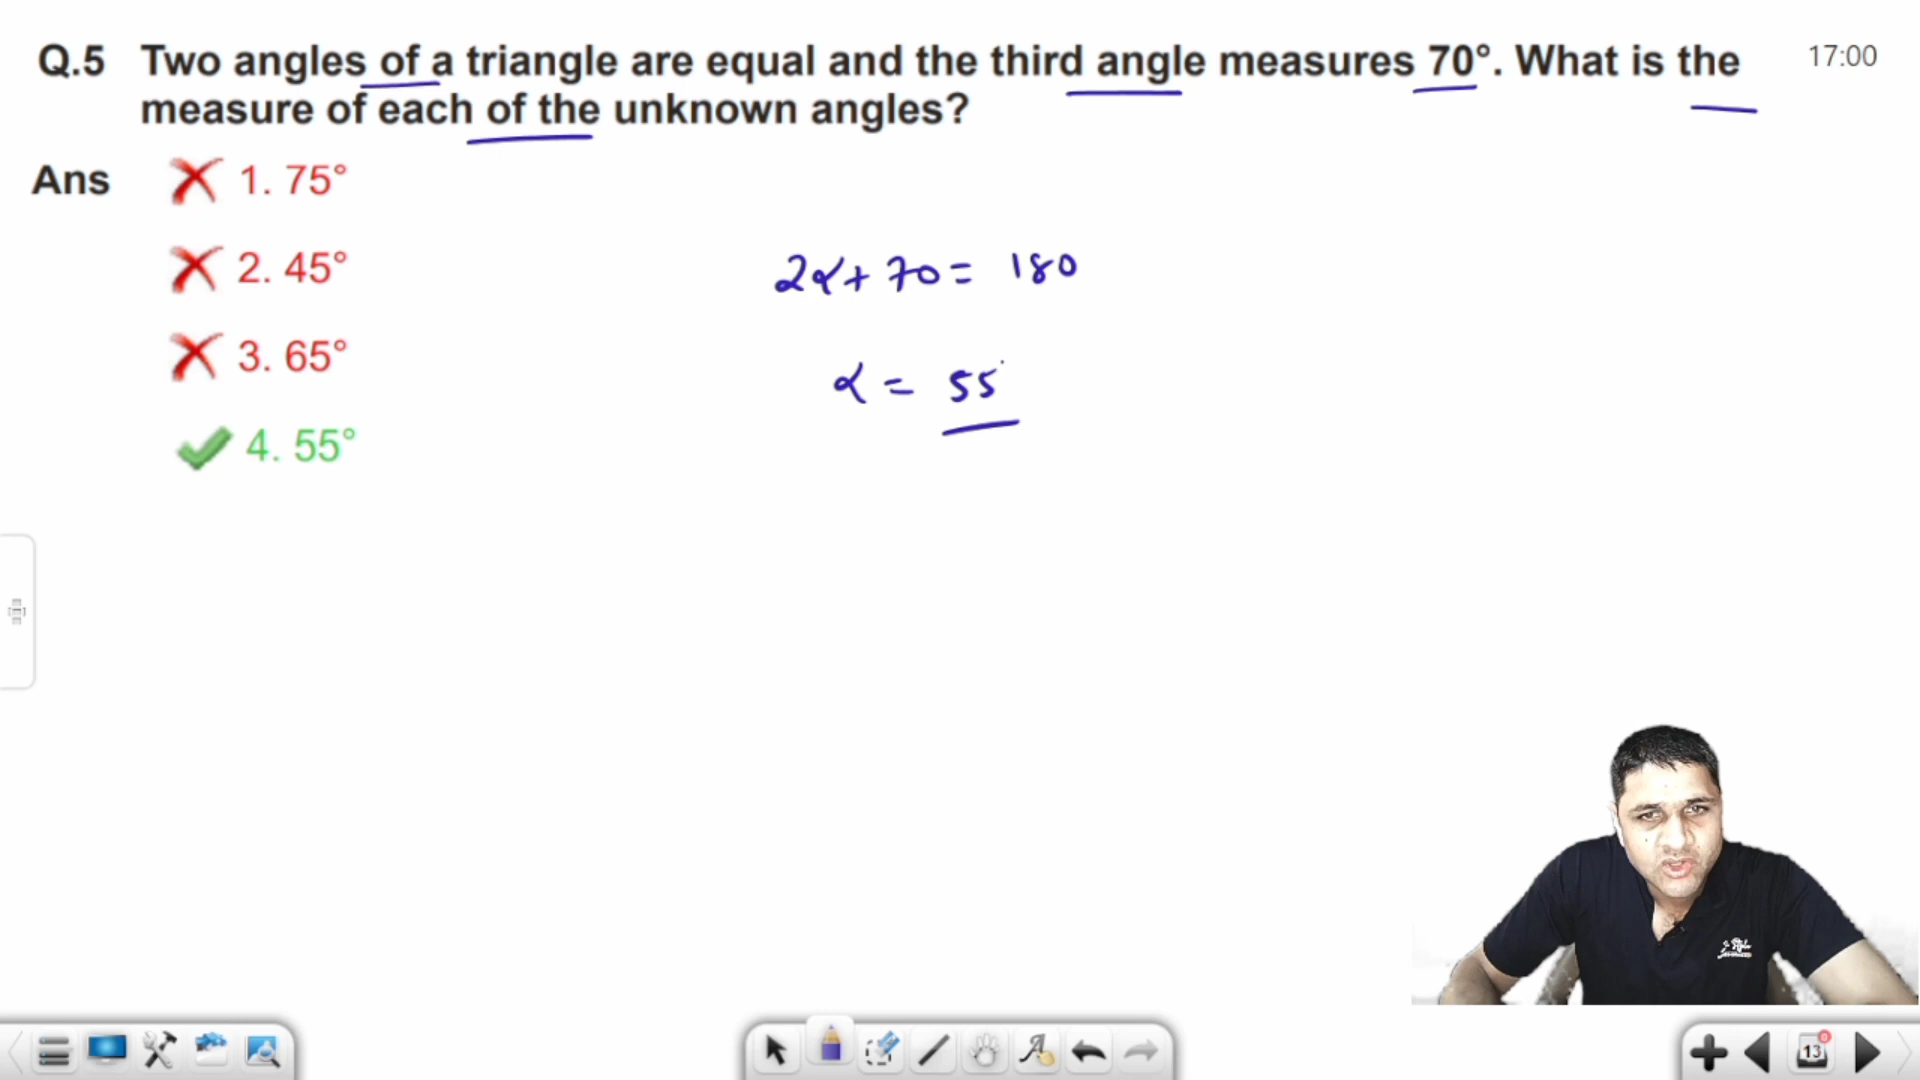 Q.5 Two angles of a triangle are equal and the third angle measures 70°. What is the
measure of each of the unknown angles?
17:00
Ans
1. 75°
2. 45°
3. 65°
4. 55°
2α + 70 = 180
α = 55
13
0